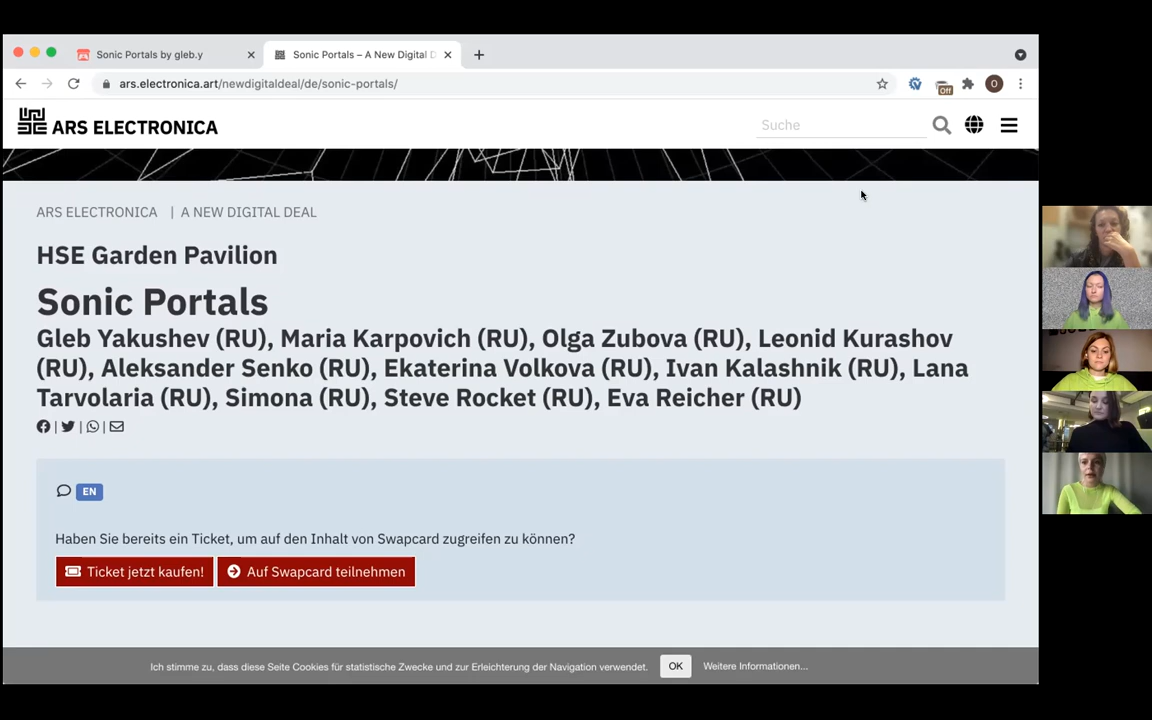 Sonic Portals by gleb.y
Sonic Portals – A New Digital D
ars.electronica.art/newdigitaldeal/de/sonic-portals/
Off
O
ARS ELECTRONICA
Suche
ARS ELECTRONICA | A NEW DIGITAL DEAL
HSE Garden Pavilion
Sonic Portals
Gleb Yakushev (RU), Maria Karpovich (RU), Olga Zubova (RU), Leonid Kurashov
(RU), Aleksander Senko (RU), Ekaterina Volkova (RU), Ivan Kalashnik (RU), Lana
Tarvolaria (RU), Simona (RU), Steve Rocket (RU), Eva Reicher (RU)
EN
Haben Sie bereits ein Ticket, um auf den Inhalt von Swapcard zugreifen zu können?
Ticket jetzt kaufen! Auf Swapcard teilnehmen
Ich stimme zu, dass diese Seite Cookies für statistische Zwecke und zur Erleichterung der Navigation verwendet. OK Weitere Informationen...